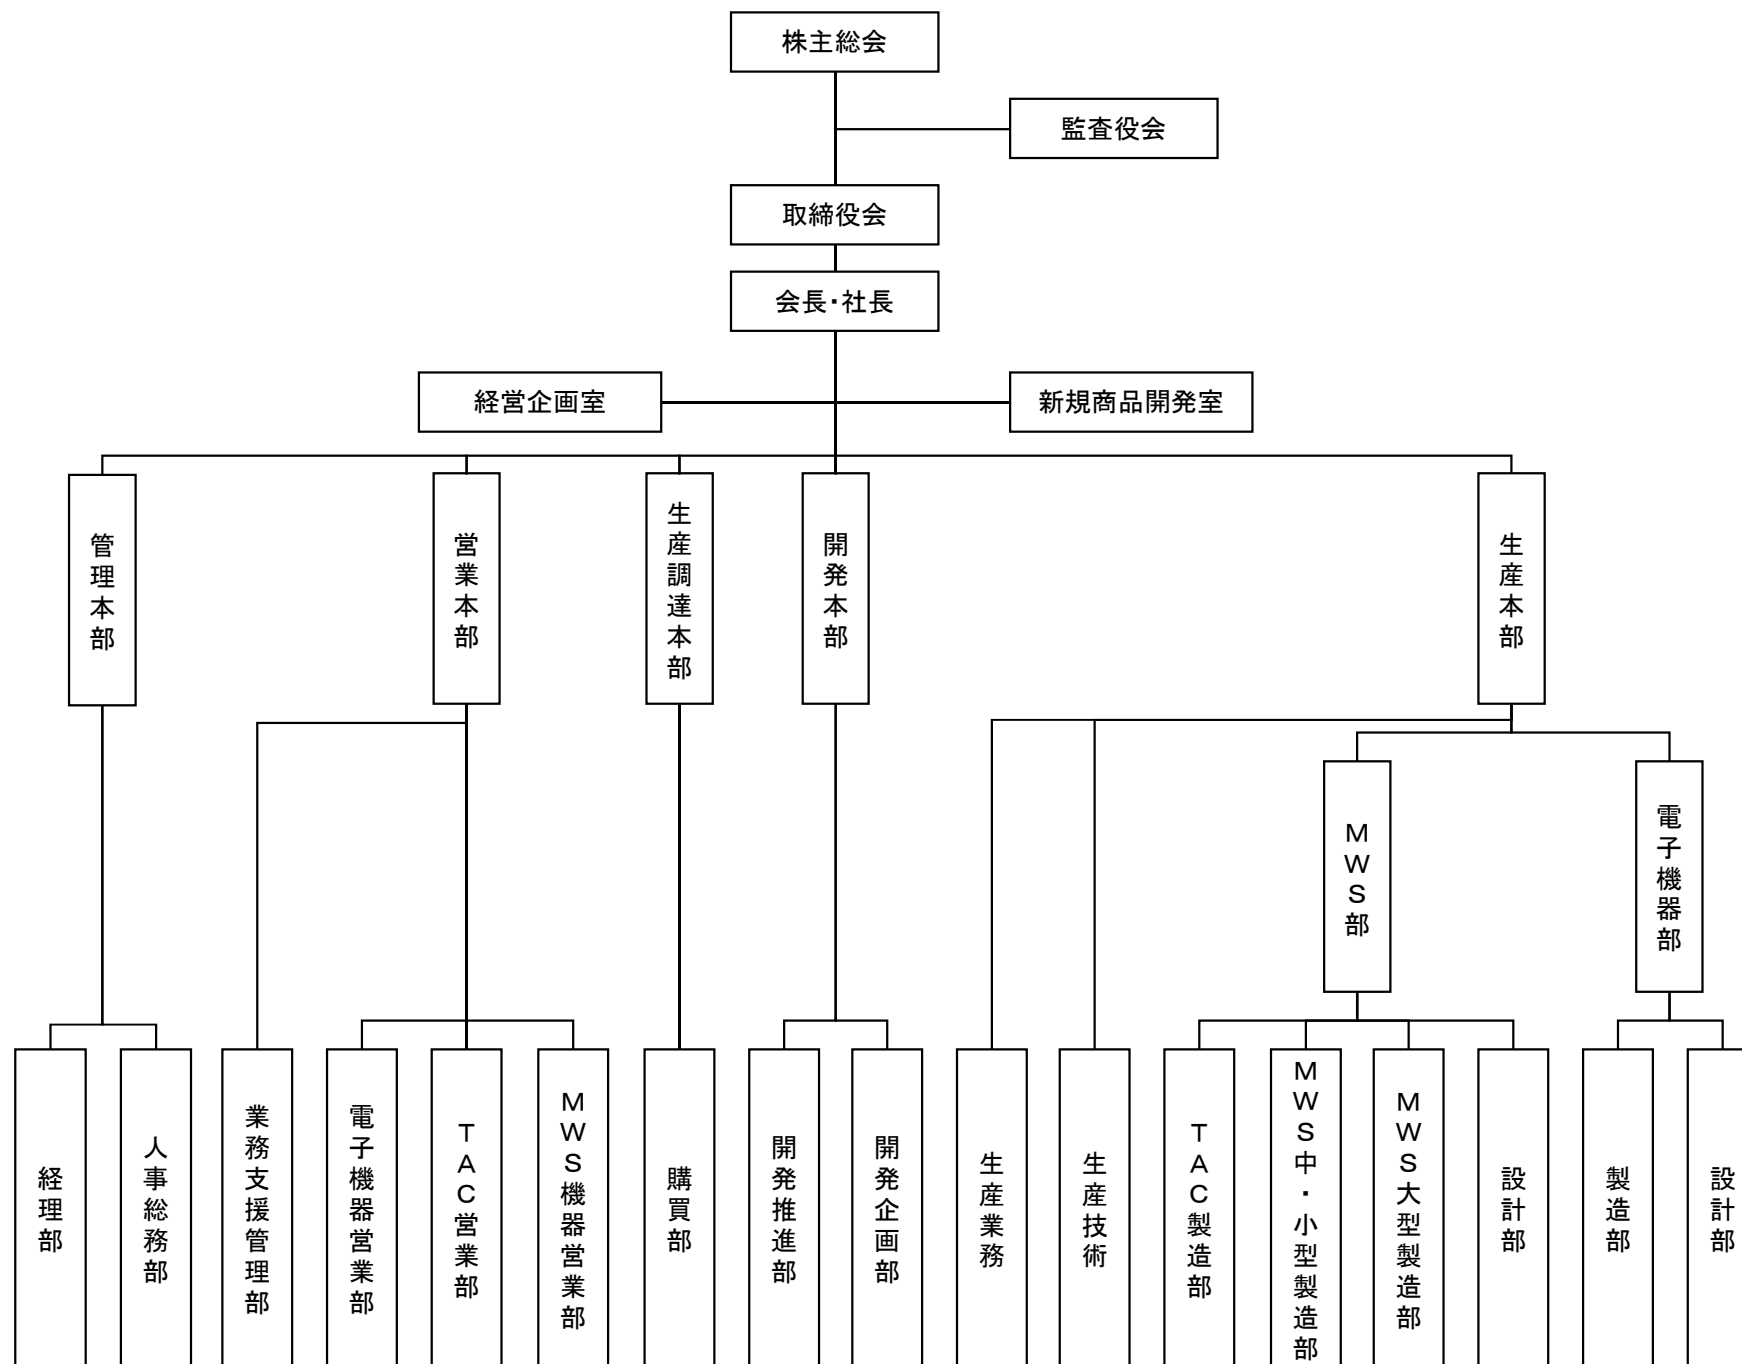 株主総会
監査役会
取締役会
会長・社長
経営企画室
新規商品開発室
管理本部
営業本部
生産調達本部
開発本部
生産本部
MWS部
電子機器部
経理部
人事総務部
業務支援管理部
電子機器営業部
TAC営業部
MWS機器営業部
購買部
開発推進部
開発企画部
生産業務
生産技術
TAC製造部
MWS中・小型製造部
MWS大型製造部
設計部
製造部
設計部